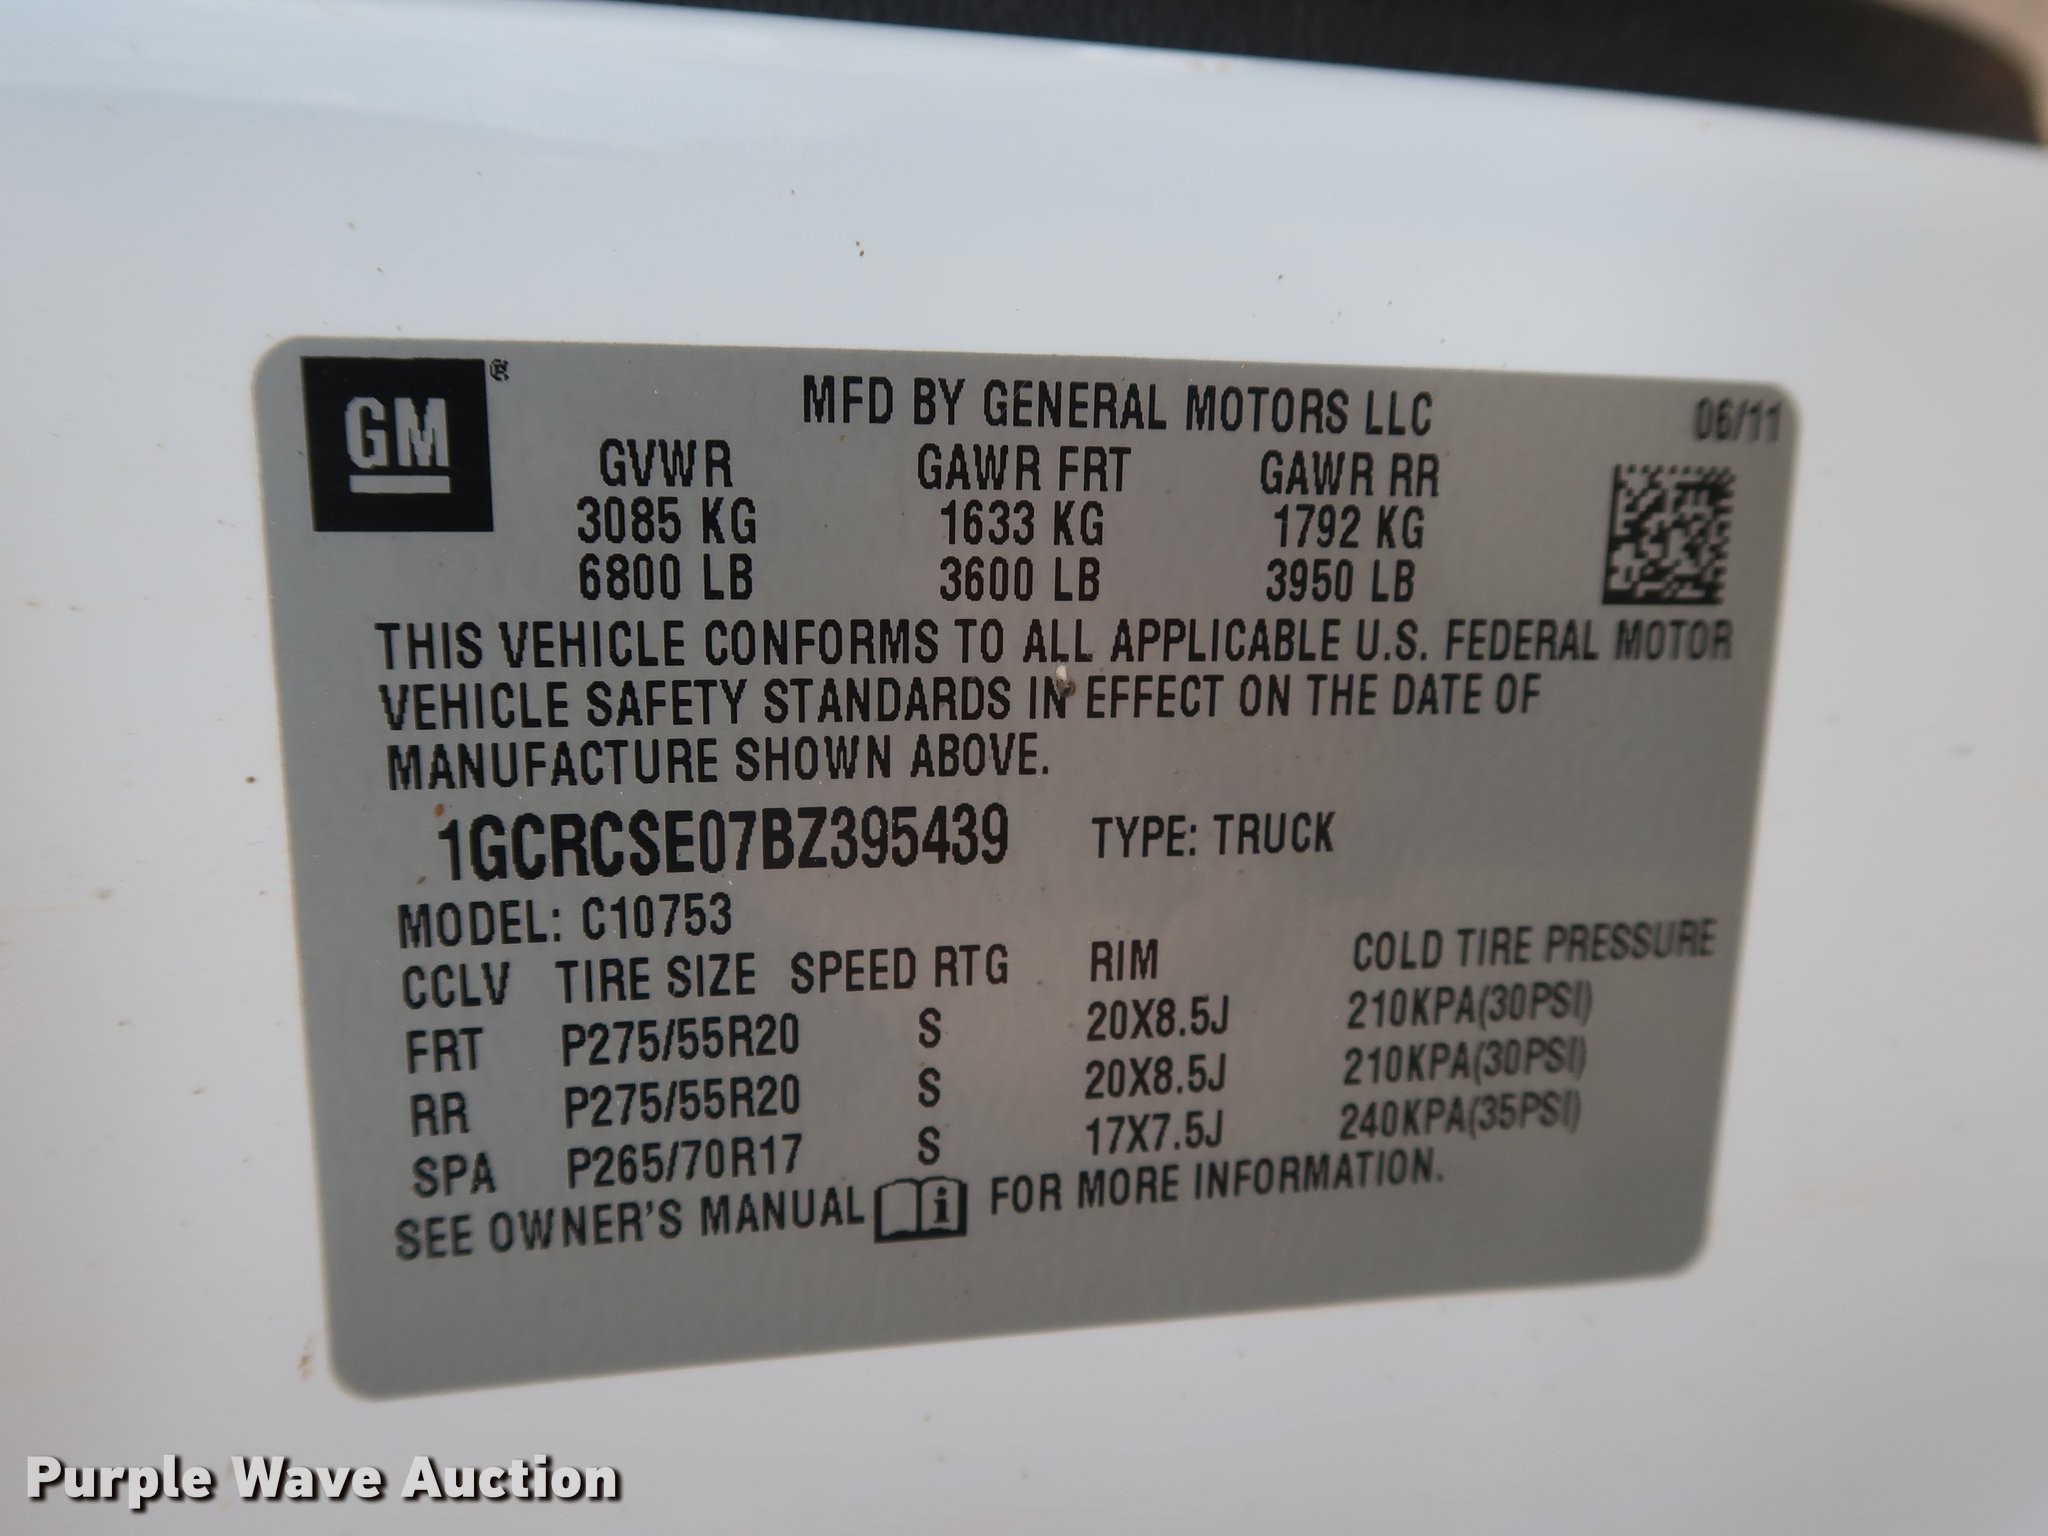 GM®
MFD BY GENERAL MOTORS LLC 06/11
GVWR GAWR FRT GAWR RR
3085 KG 1633 KG 1792 KG
6800 LB 3600 LB 3950 LB
THIS VEHICLE CONFORMS TO ALL APPLICABLE U.S. FEDERAL MOTOR
VEHICLE SAFETY STANDARDS IN EFFECT ON THE DATE OF
MANUFACTURE SHOWN ABOVE.
1GCRCSE07BZ395439 TYPE: TRUCK
MODEL: C10753
CCLV TIRE SIZE SPEED RTG RIM COLD TIRE PRESSURE
FRT P275/55R20 S 20X8.5J 210KPA(30PSI)
RR P275/55R20 S 20X8.5J 210KPA(30PSI)
SPA P265/70R17 S 17X7.5J 240KPA(35PSI)
SEE OWNER'S MANUAL i FOR MORE INFORMATION.
Purple Wave Auction